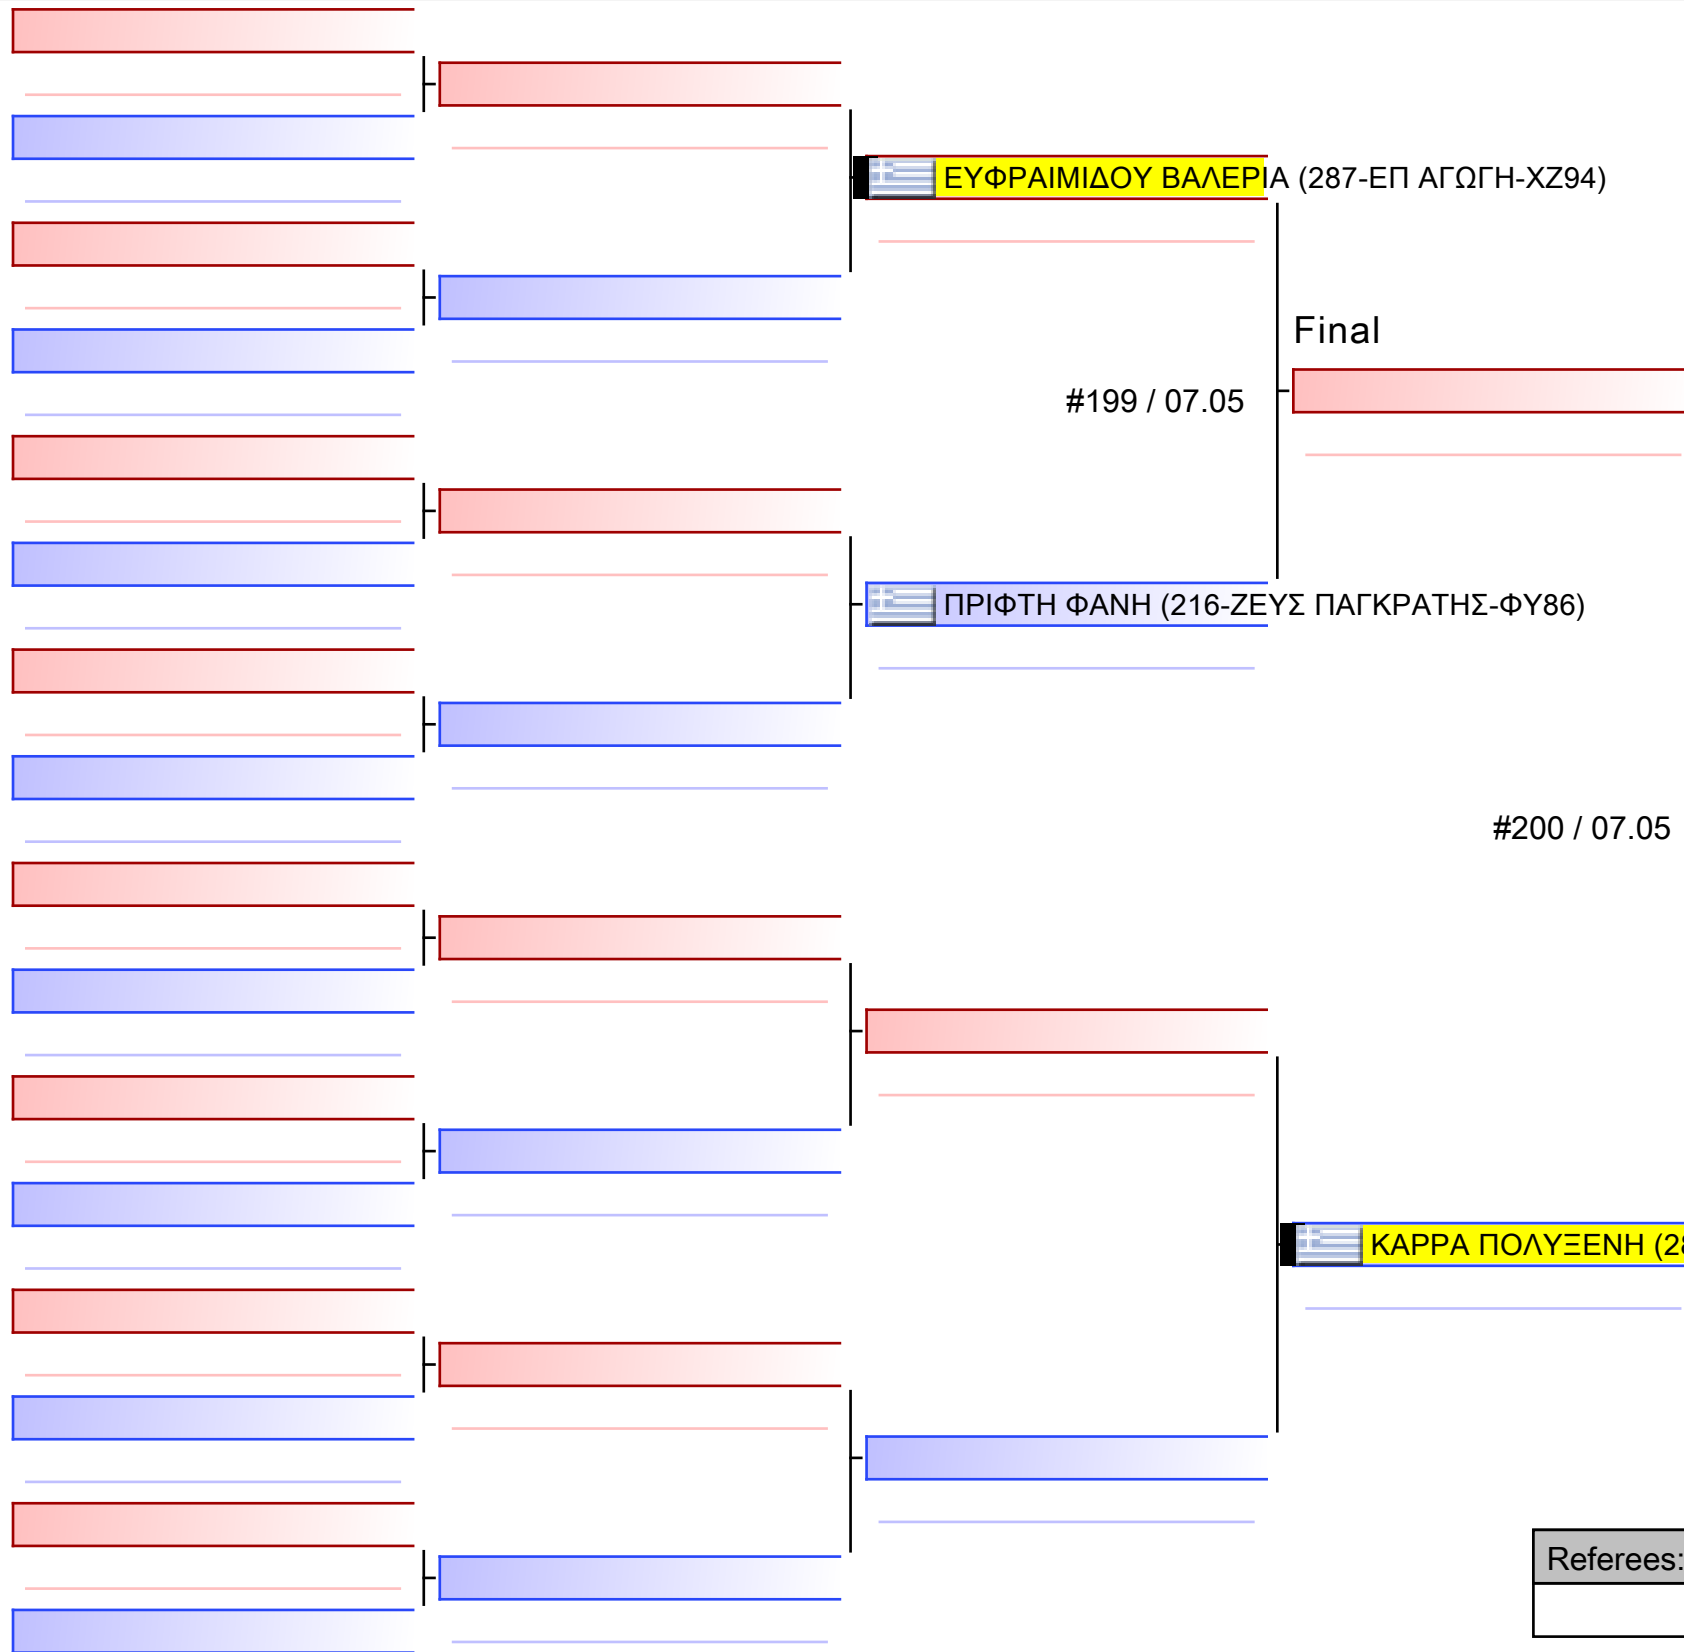 ΕΥΦΡΑΙΜΙΔΟΥ ΒΑΛΕΡΙΑ (287-ΕΠ ΑΓΩΓΗ-ΧΖ94)
Final
#199 / 07.05
ΠΡΙΦΤΗ ΦΑΝΗ (216-ΖΕΥΣ ΠΑΓΚΡΑΤΗΣ-ΦΥ86)
#200 / 07.05
ΚΑΡΡΑ ΠΟΛΥΞΕΝΗ
Referees: